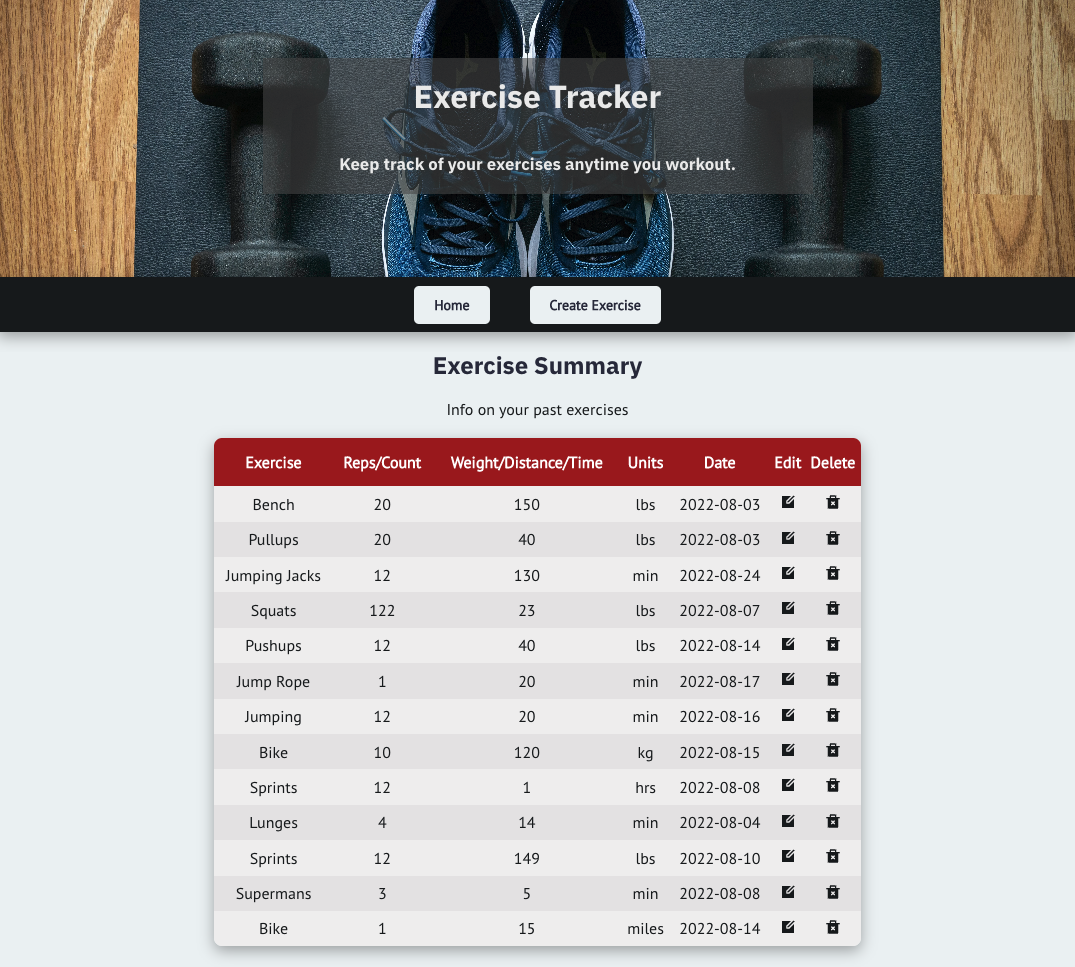 Exercise Tracker
Keep track of your exercises anytime you workout.
Home Create Exercise
Exercise Summary
Info on your past exercises
Exercise Reps/Count Weight/Distance/Time Units Date Edit Delete
Bench 20 150 lbs 2022-08-03
Pullups 20 40 lbs 2022-08-03
Jumping Jacks 12 130 min 2022-08-24
Squats 122 23 lbs 2022-08-07
Pushups 12 40 lbs 2022-08-14
Jump Rope 1 20 min 2022-08-17
Jumping 12 20 min 2022-08-16
Bike 10 120 kg 2022-08-15
Sprints 12 1 hrs 2022-08-08
Lunges 4 14 min 2022-08-04
Sprints 12 149 lbs 2022-08-10
Supermans 3 5 min 2022-08-08
Bike 1 15 miles 2022-08-14